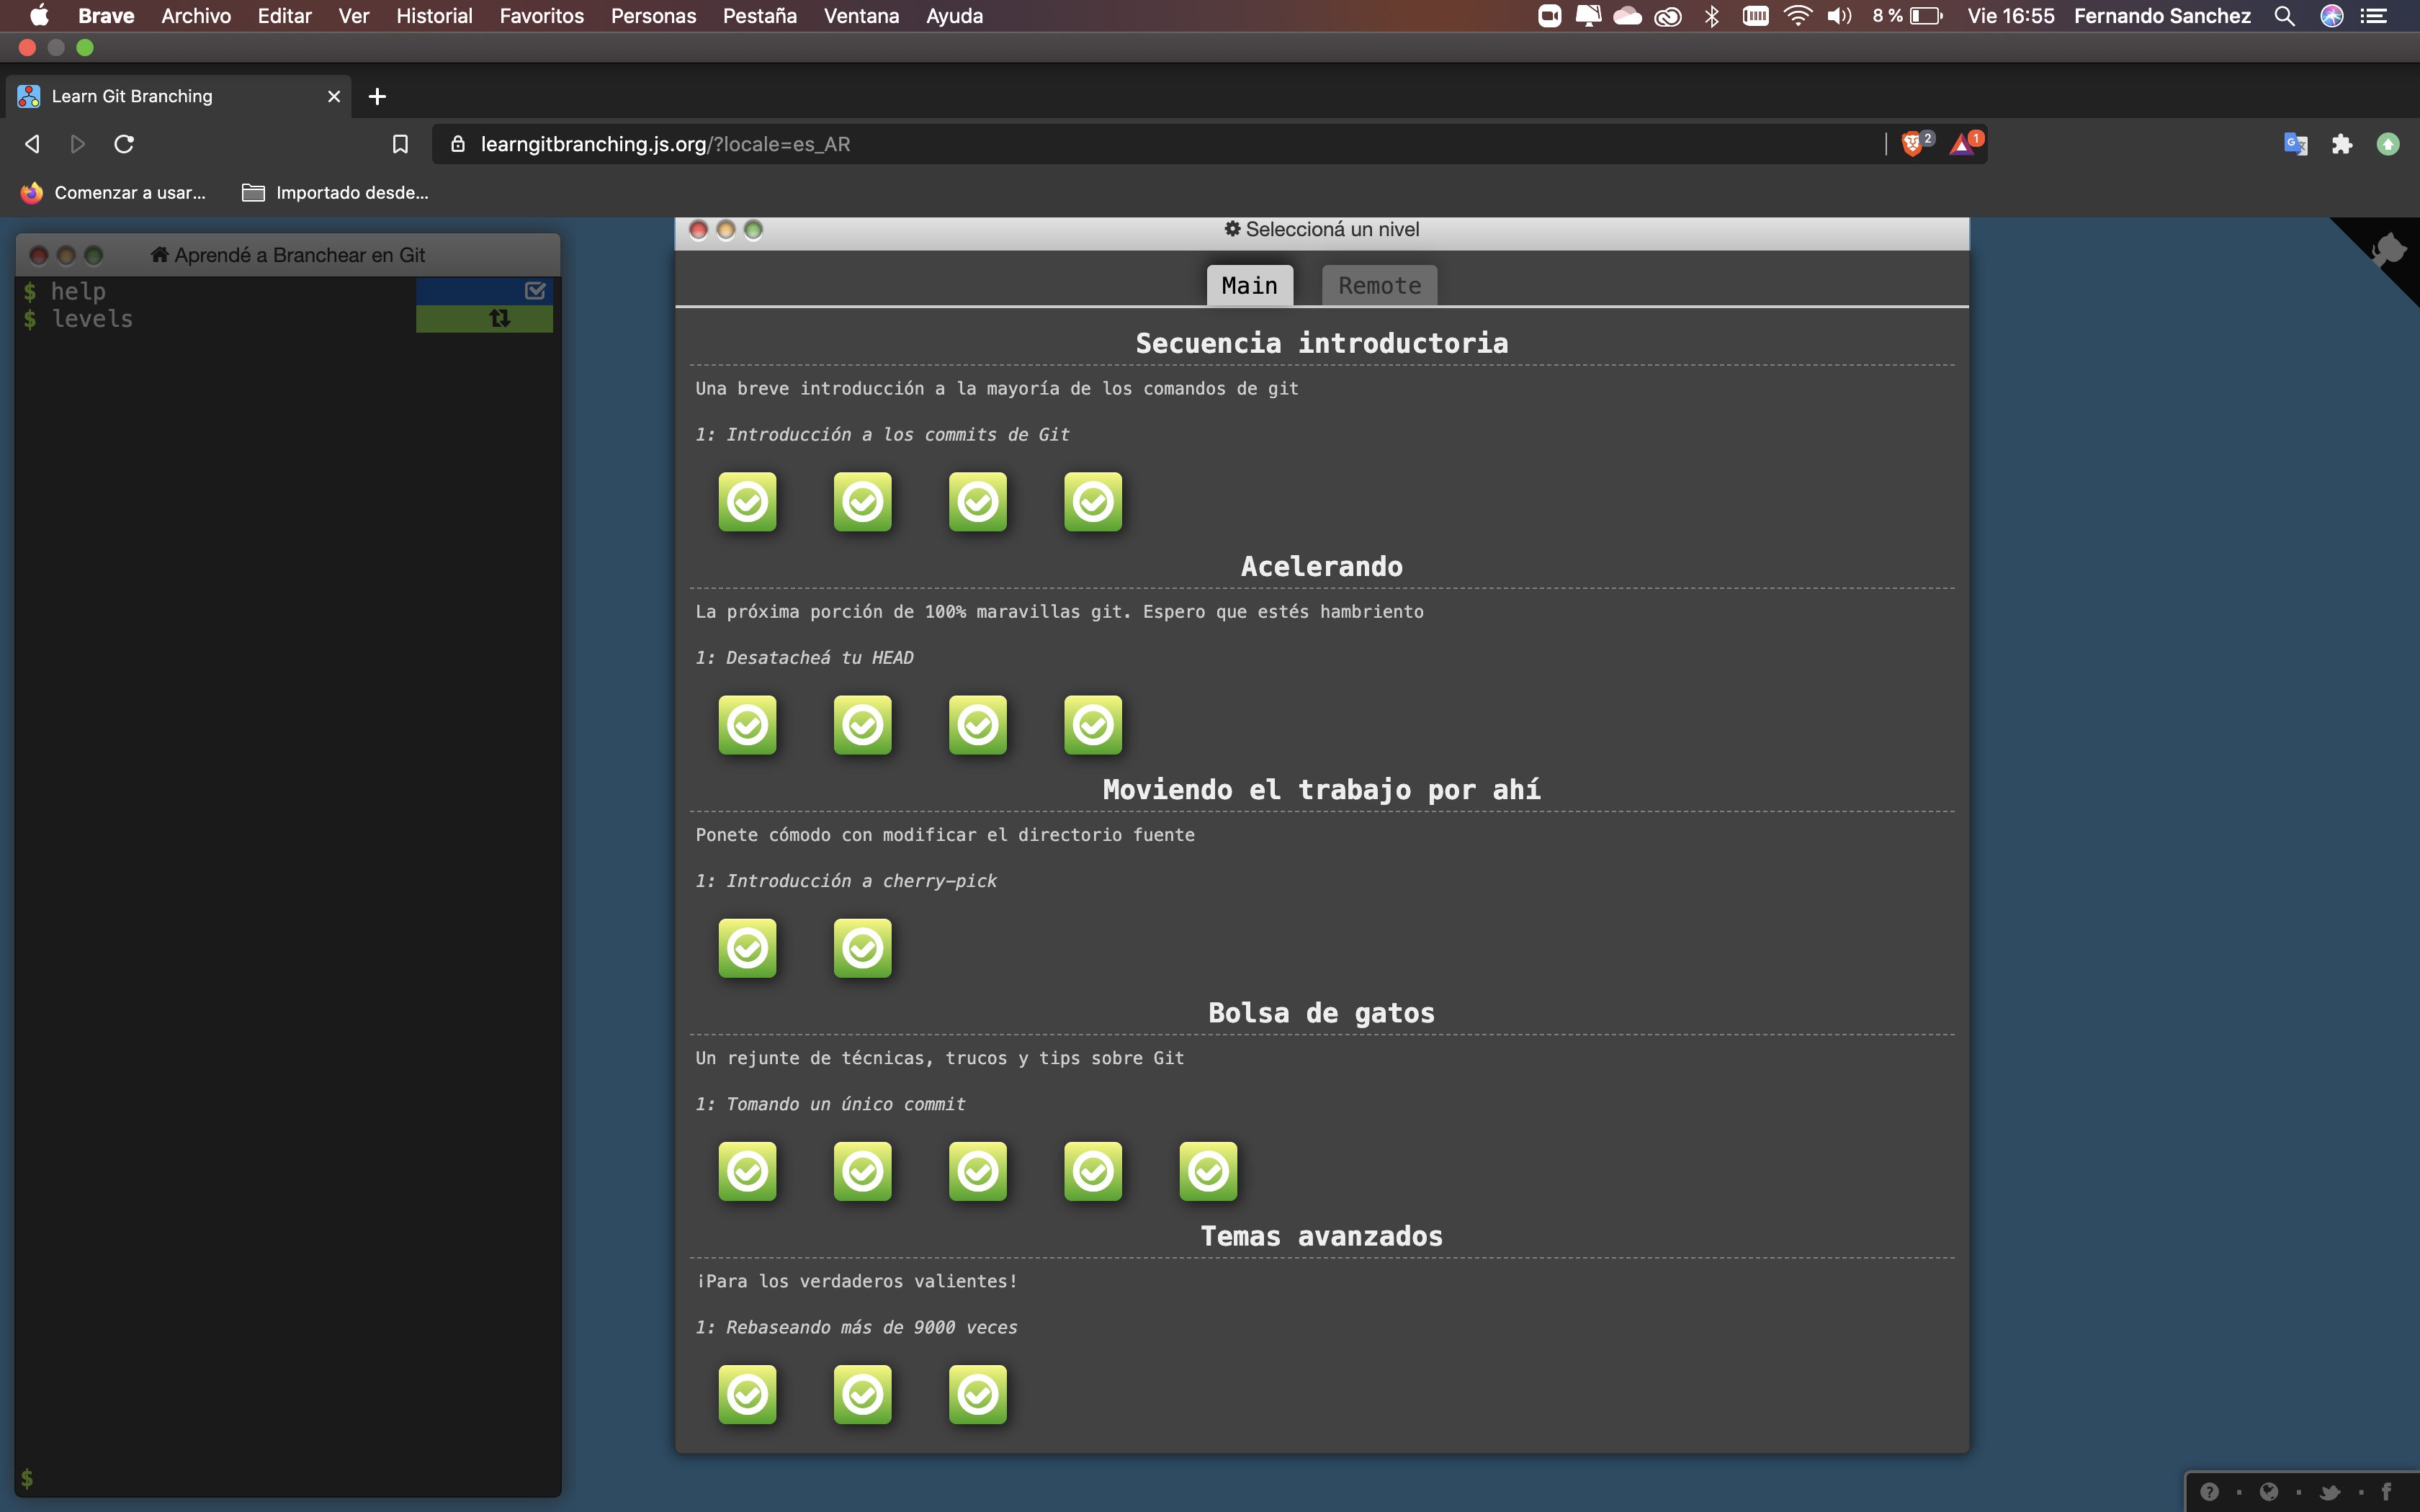 Brave Archivo Editar Ver Historial Favoritos Personas Pestaña Ventana Ayuda 8 % Vie 16:55 Fernando Sanchez
Learn Git Branching
learngitbranching.js.org/?locale=es_AR 2 1
Comenzar a usar... Importado desde...
Aprendé a Branchear en Git
$ help
$ levels
$
Seleccioná un nivel
Main Remote
Secuencia introductoria
Una breve introducción a la mayoría de los comandos de git
1: Introducción a los commits de Git
Acelerando
La próxima porción de 100% maravillas git. Espero que estés hambriento
1: Desatacheá tu HEAD
Moviendo el trabajo por ahí
Ponete cómodo con modificar el directorio fuente
1: Introducción a cherry-pick
Bolsa de gatos
Un rejunte de técnicas, trucos y tips sobre Git
1: Tomando un único commit
Temas avanzados
¡Para los verdaderos valientes!
1: Rebaseando más de 9000 veces